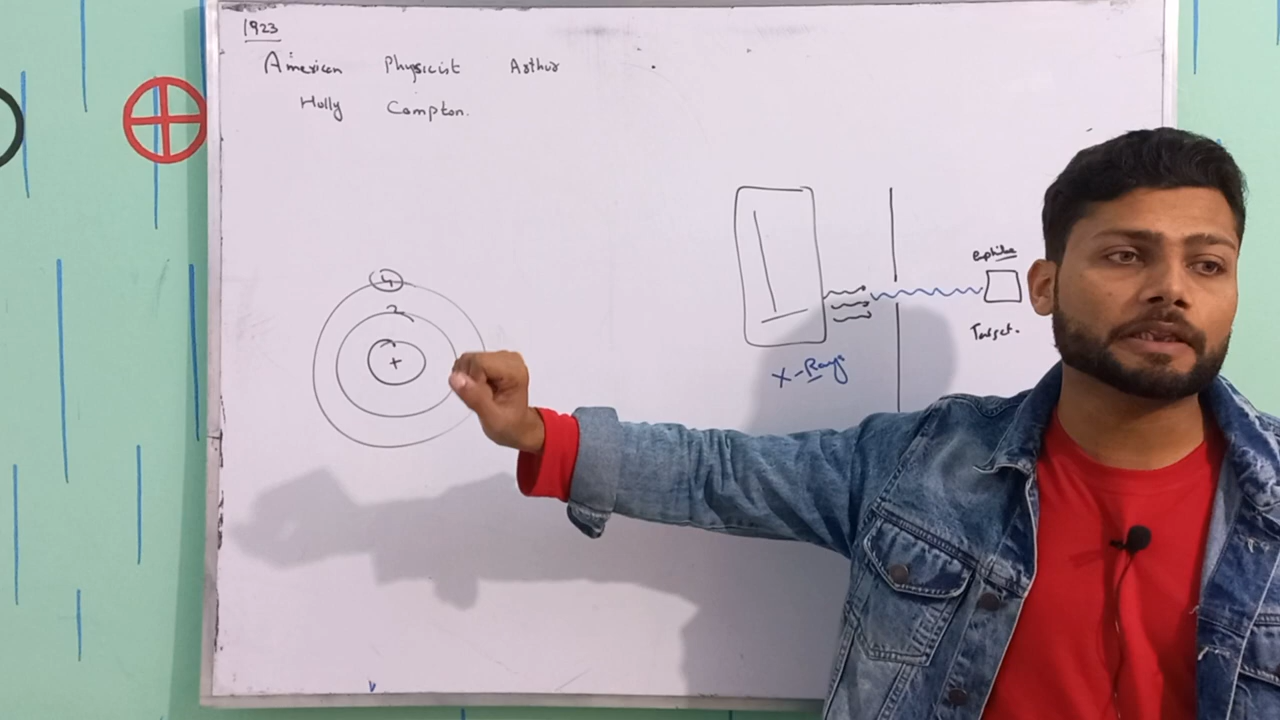 1923
American Physicist Arthur
Holly Compton.
+
2
4
X-Rays
Target.